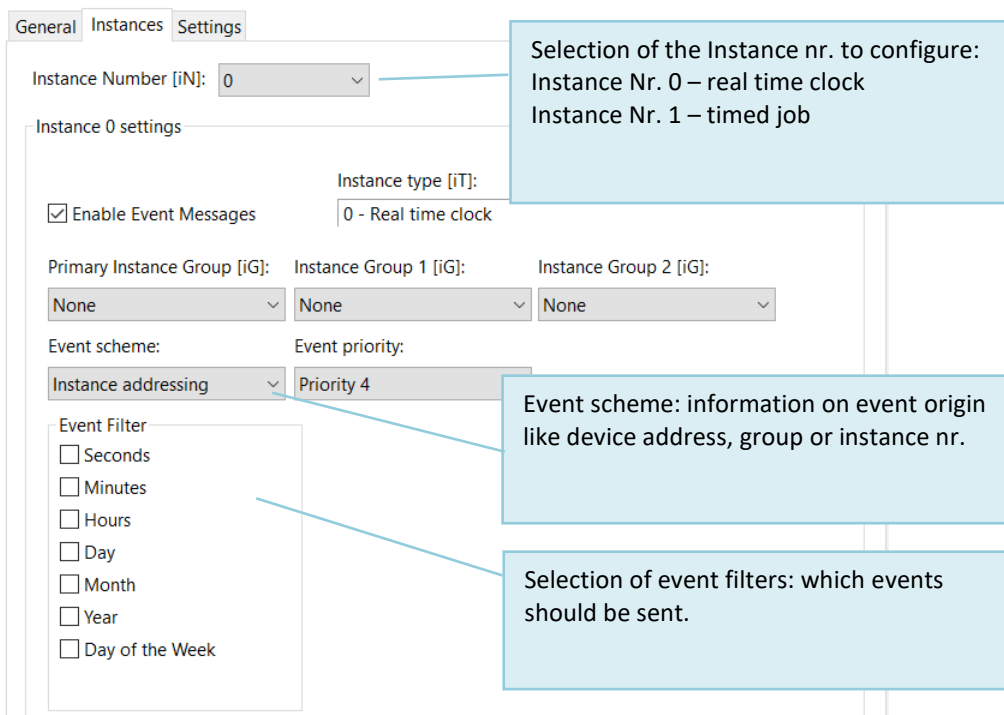 General Instances Settings
Instance Number [iN]: 0
Selection of the Instance nr. to configure:
Instance Nr. 0 – real time clock
Instance Nr. 1 – timed job
Instance 0 settings
Instance type [iT]:
Enable Event Messages 0 - Real time clock
Primary Instance Group [iG]: Instance Group 1 [iG]: Instance Group 2 [iG]:
None None None
Event scheme: Event priority:
Instance addressing Priority 4
Event scheme: information on event origin
like device address, group or instance nr.
Event Filter
Seconds
Minutes
Hours
Day
Month
Year
Day of the Week
Selection of event filters: which events
should be sent.